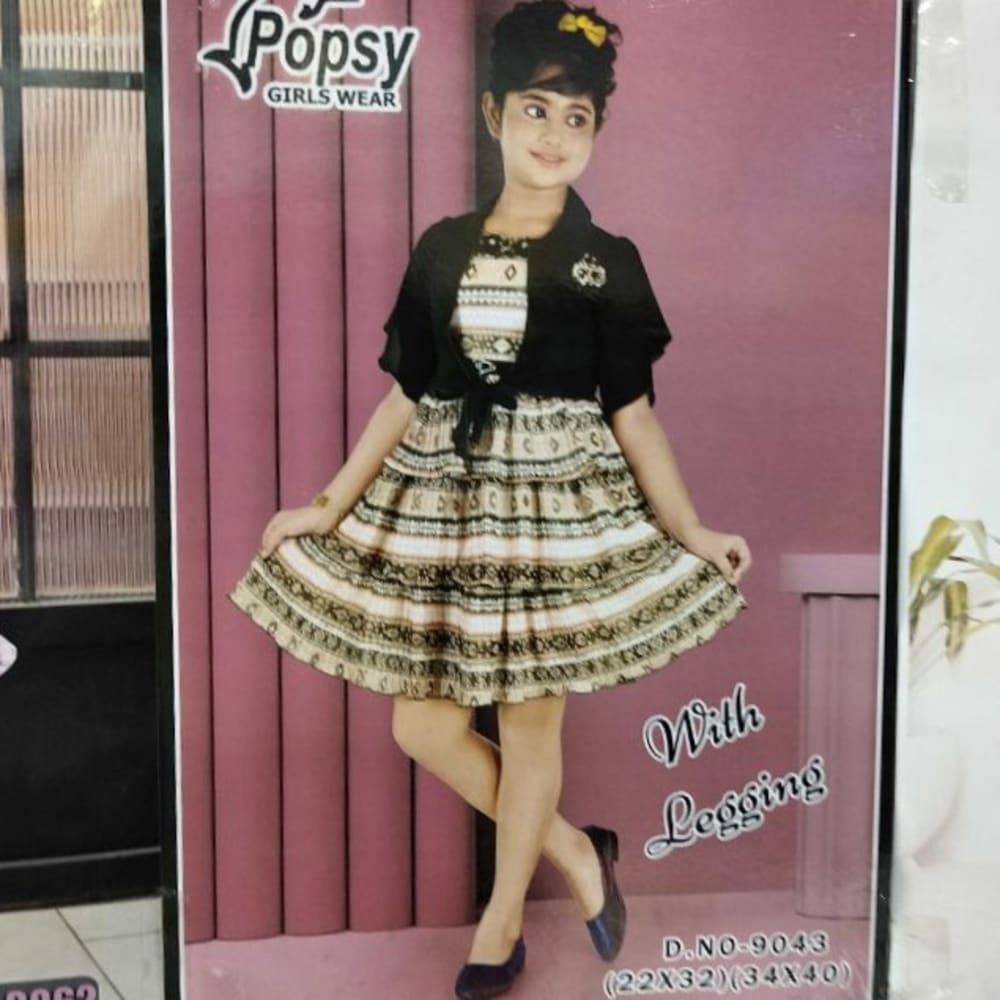 Popsy
GIRLS WEAR
With
Legging
D.NO-9043
(22X32)(34X40)